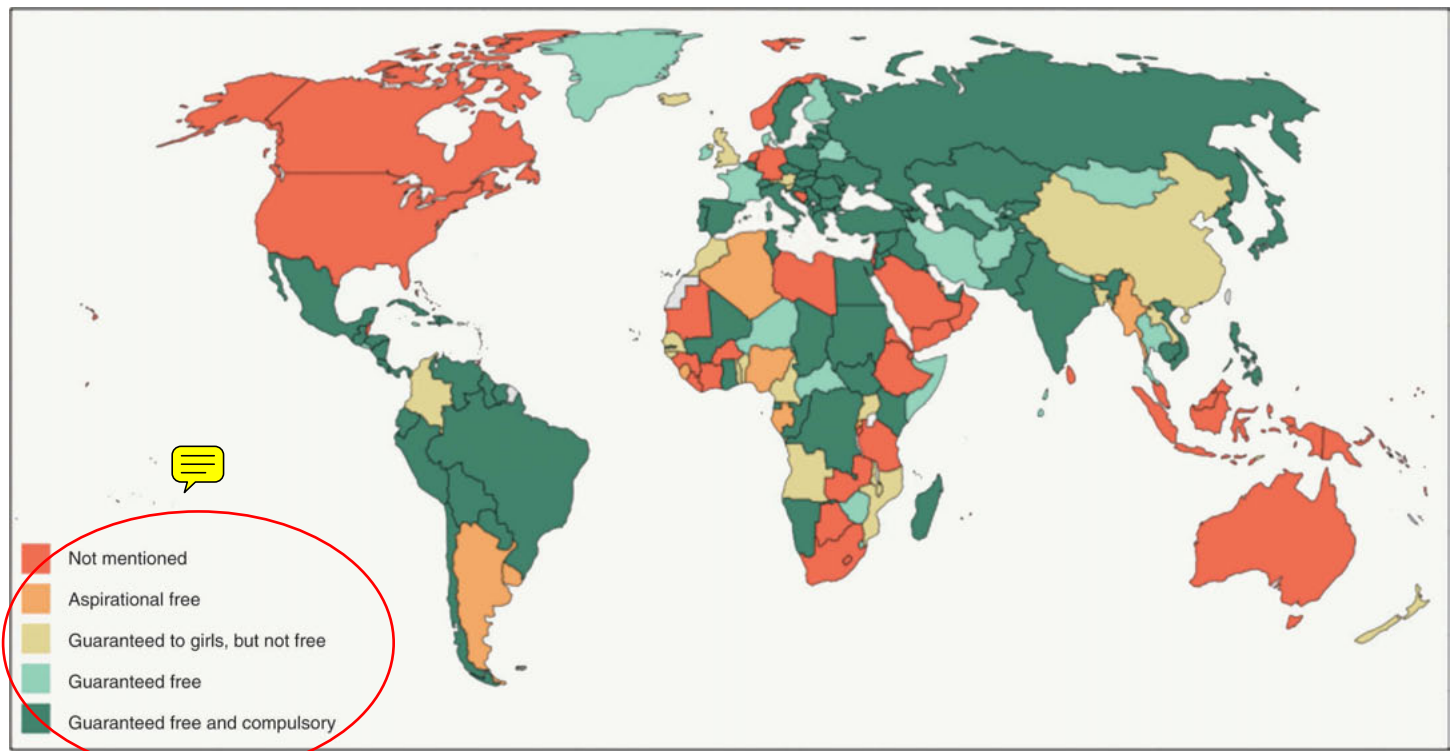 Not mentioned
Aspirational free
Guaranteed to girls, but not free
Guaranteed free
Guaranteed free and compulsory